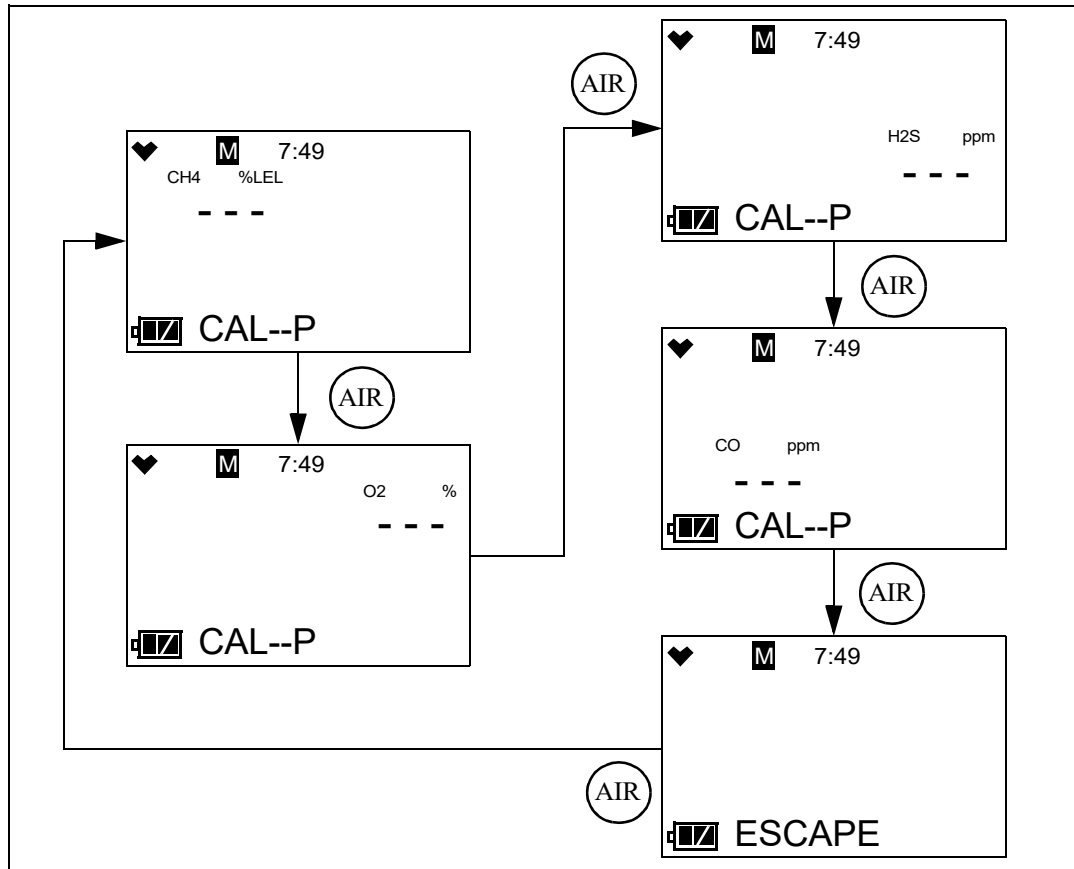 M 7:49
CH4 %LEL
- - -
CAL--P
AIR
M 7:49
O2 %
- - -
CAL--P
AIR
M 7:49
H2S ppm
- - -
CAL--P
AIR
M 7:49
CO ppm
- - -
CAL--P
AIR
M 7:49
ESCAPE
AIR